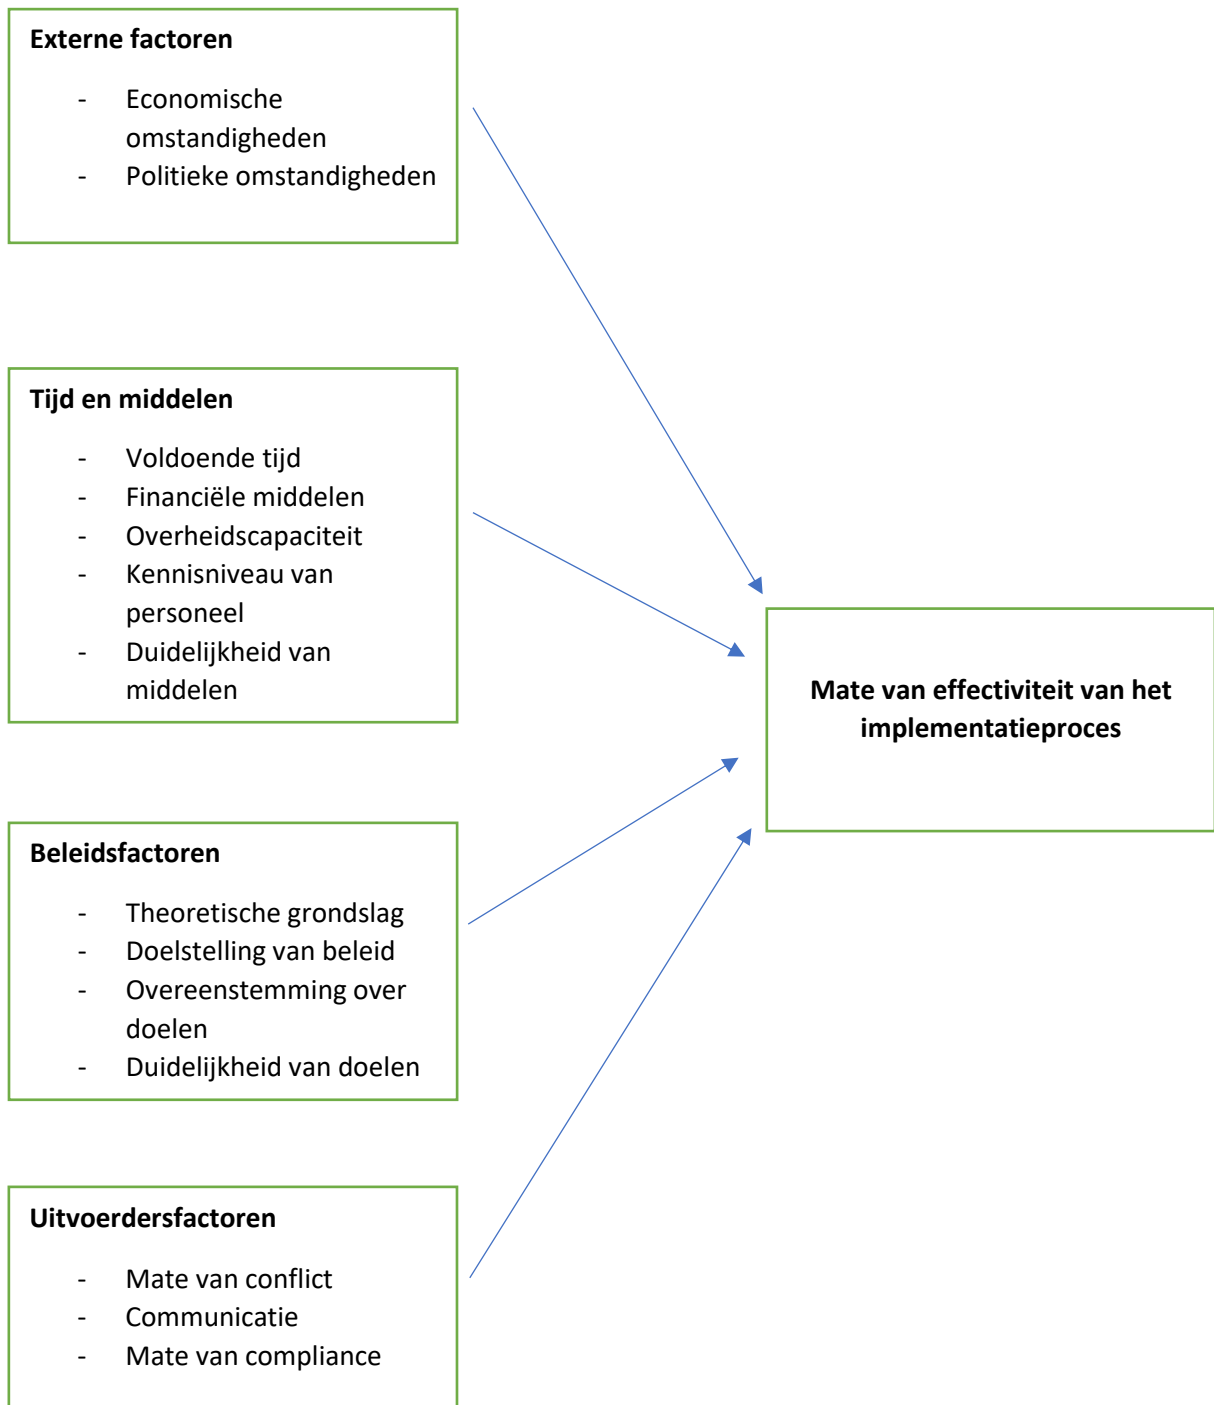 Externe factoren
- Economische
omstandigheden
- Politieke omstandigheden
Tijd en middelen
- Voldoende tijd
- Financiële middelen
- Overheidscapaciteit
- Kennisniveau van
personeel
- Duidelijkheid van
middelen
Mate van effectiviteit van het
implementatieproces
Beleidsfactoren
- Theoretische grondslag
- Doelstelling van beleid
- Overeenstemming over
doelen
- Duidelijkheid van doelen
Uitvoerdersfactoren
- Mate van conflict
- Communicatie
- Mate van compliance